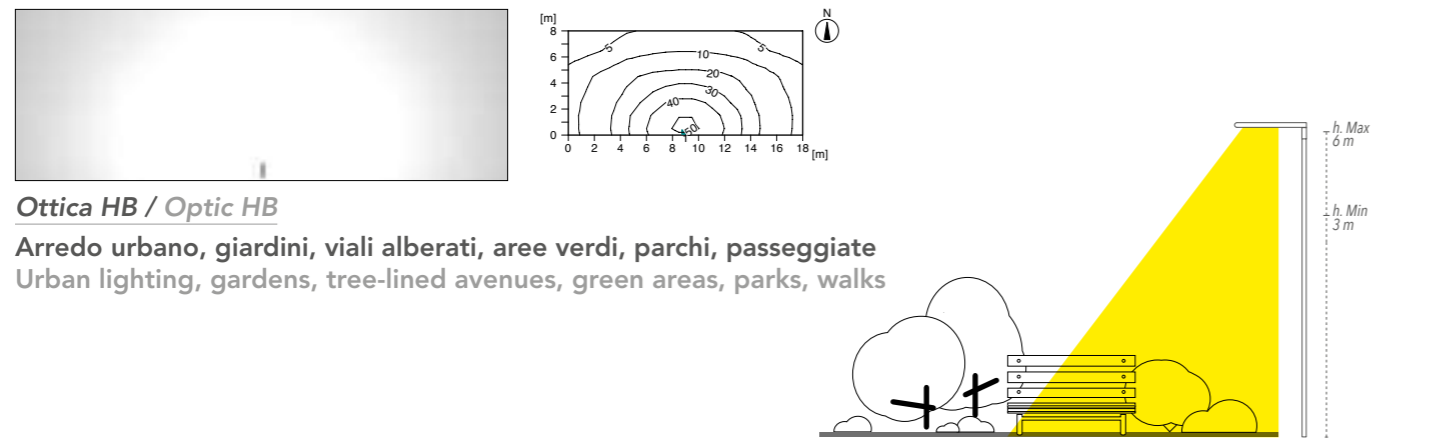 [m]
N
8
6
4
2
0
5
5
10
20
30
40
50
0 2 4 6 8 10 12 14 16 18 [m]
h. Max
6 m
h. Min
3 m
Ottica HB / Optic HB
Arredo urbano, giardini, viali alberati, aree verdi, parchi, passeggiate
Urban lighting, gardens, tree-lined avenues, green areas, parks, walks